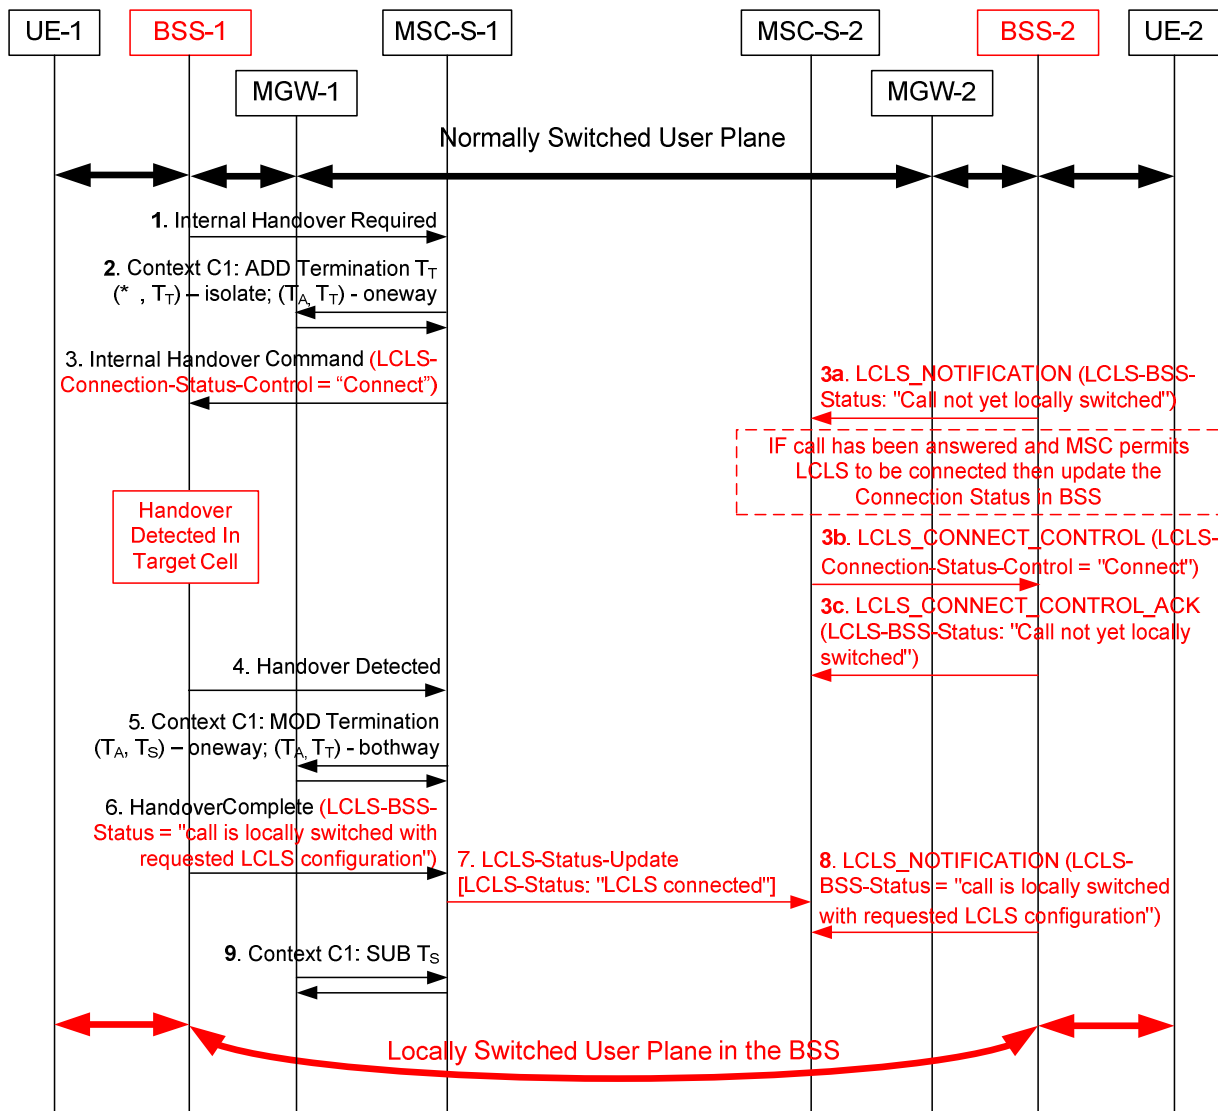 UE-1
BSS-1
MSC-S-1
MSC-S-2
BSS-2
UE-2
MGW-1
MGW-2
Normally Switched User Plane
1. Internal Handover Required
2. Context C1: ADD Termination TT
(* , TT) – isolate; (TA, TT) - oneway
3. Internal Handover Command (LCLS-
Connection-Status-Control = “Connect”)
3a. LCLS_NOTIFICATION (LCLS-BSS-
Status: "Call not yet locally switched")
IF call has been answered and MSC permits
LCLS to be connected then update the
Connection Status in BSS
Handover
Detected In
Target Cell
3b. LCLS_CONNECT_CONTROL (LCLS-
Connection-Status-Control = "Connect")
3c. LCLS_CONNECT_CONTROL_ACK
(LCLS-BSS-Status: "Call not yet locally
switched")
4. Handover Detected
5. Context C1: MOD Termination
(TA, TS) – oneway; (TA, TT) - bothway
6. HandoverComplete (LCLS-BSS-
Status = "call is locally switched with
requested LCLS configuration")
7. LCLS-Status-Update
[LCLS-Status: "LCLS connected"]
8. LCLS_NOTIFICATION (LCLS-
BSS-Status = "call is locally switched
with requested LCLS configuration")
9. Context C1: SUB TS
Locally Switched User Plane in the BSS